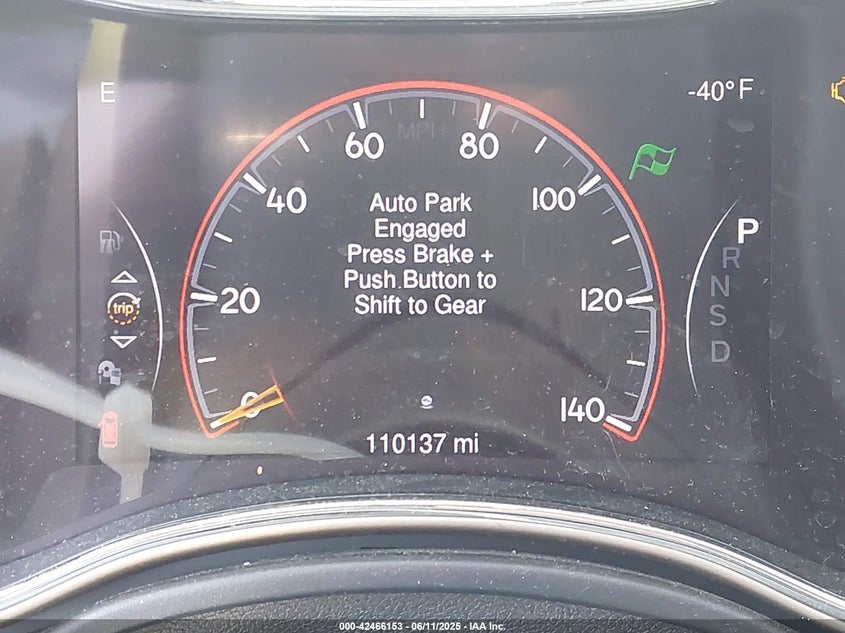 E
-40°F
MPH
60
80
40
100
Auto Park
Engaged
Press Brake +
Push Button to
Shift to Gear
20
120
trip
0
140
P
R
N
S
D
110137 mi
000-42466153 - 06/11/2025 - IAA Inc.